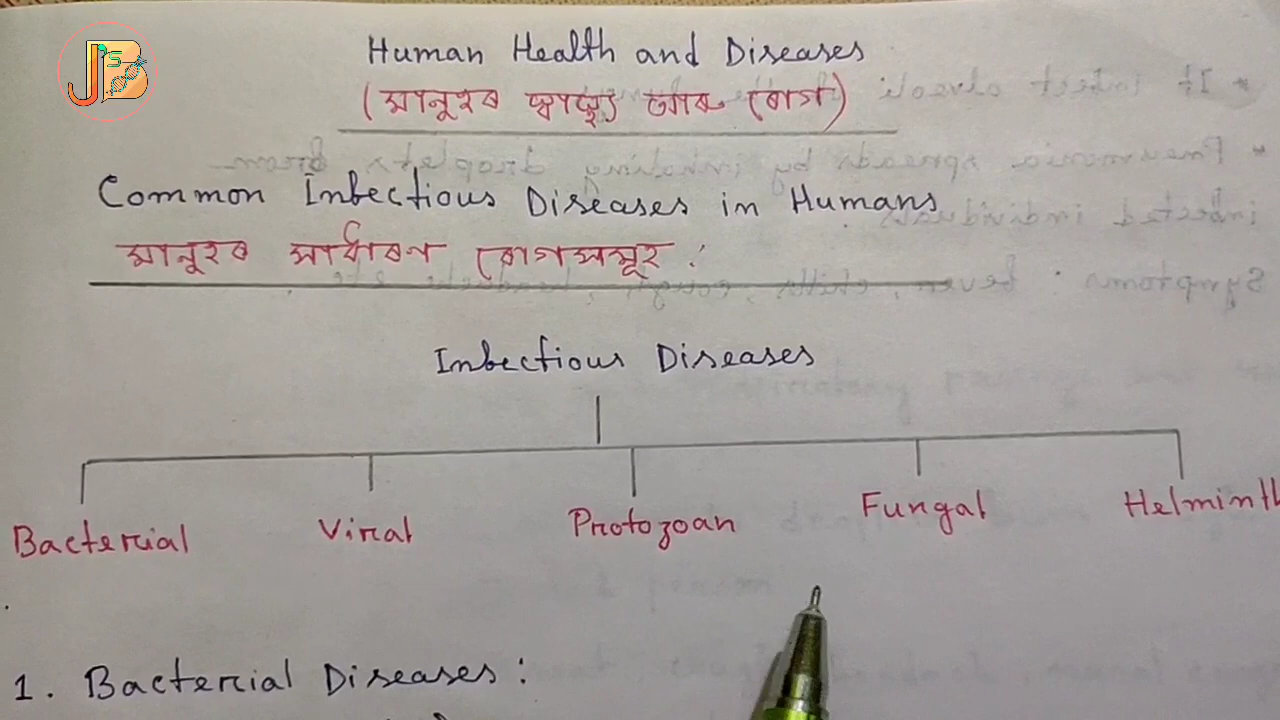 J's B
Human Health and Diseases
(মানুহৰ স্বাস্থ্য আৰু ৰোগ)
Common Infectious Diseases in Humans
মানুহৰ সাৰ্ধাৰণ ৰোগসমূহ :
Infectious Diseases
Bacterial Viral Protozoan Fungal Helminth
1. Bacterial Diseases: